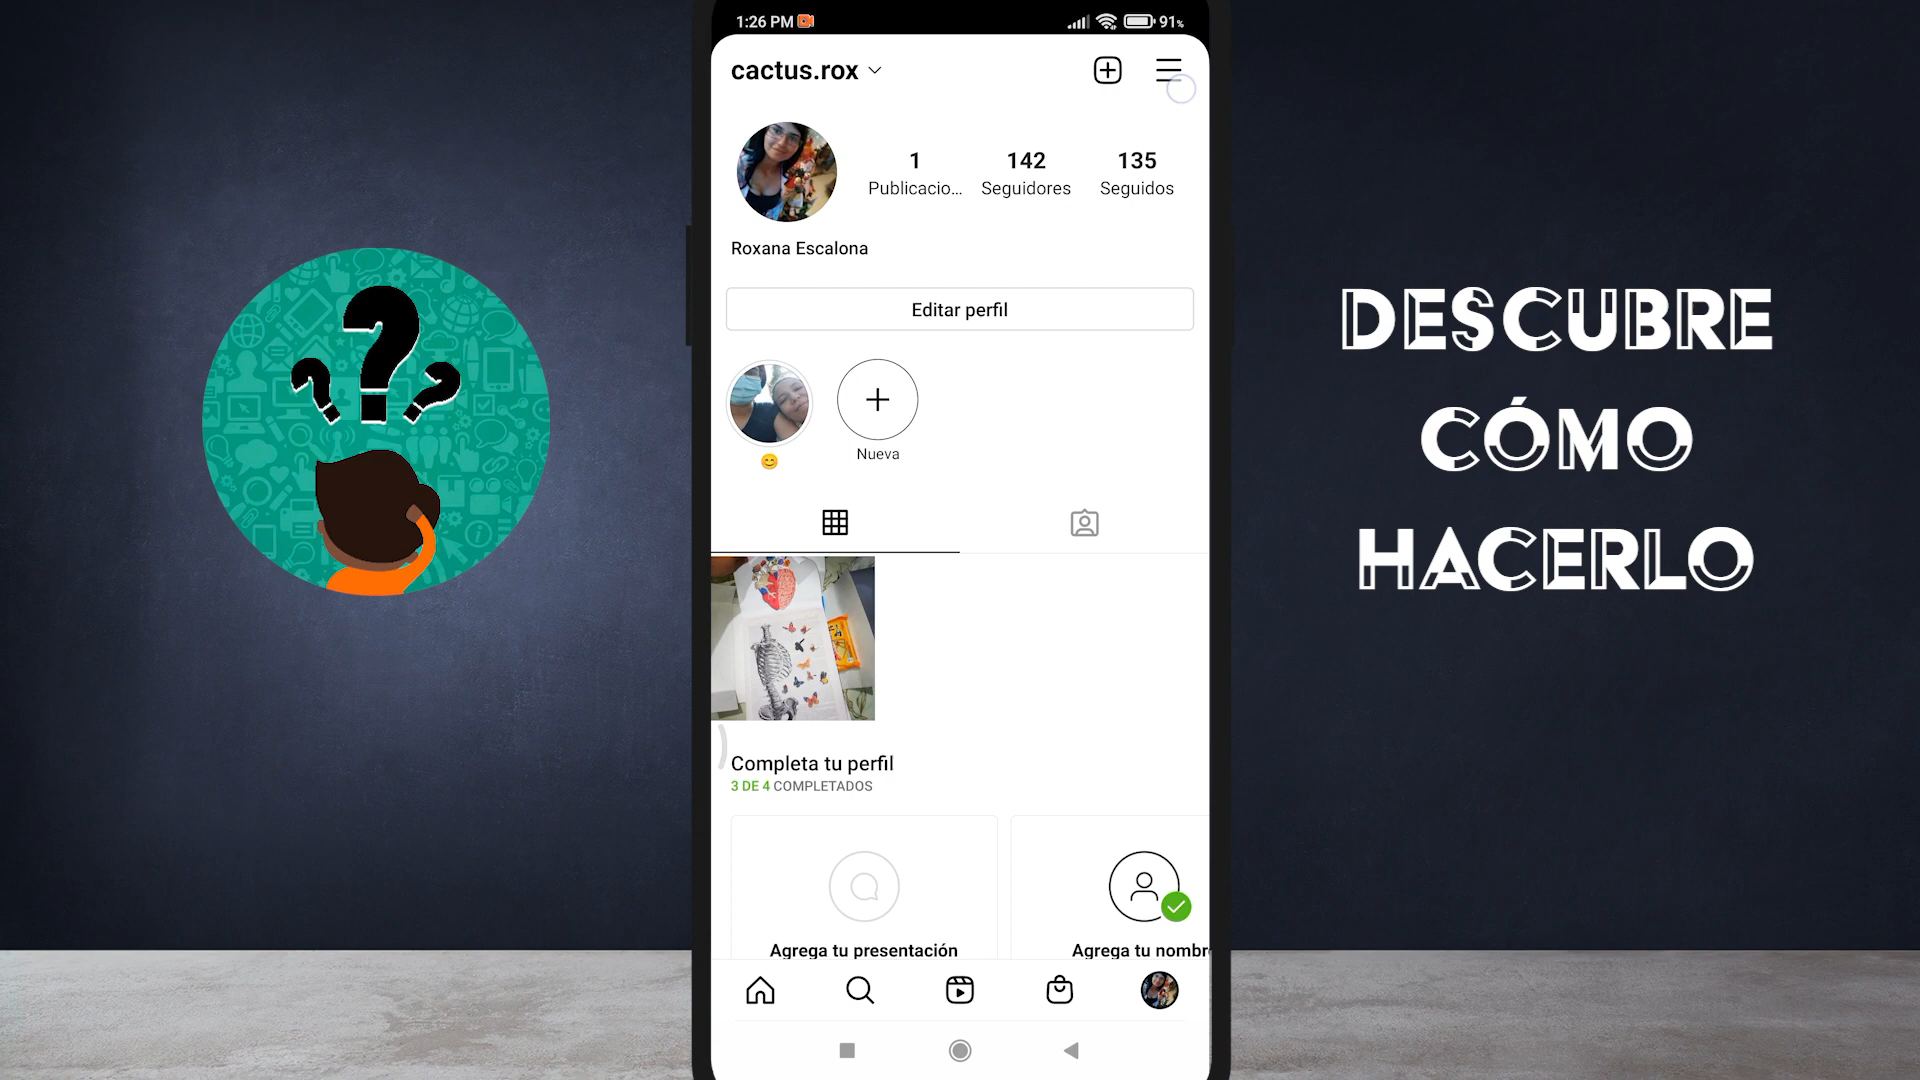 1:26 PM
91%
cactus.rox
1
142
135
Publicacio...
Seguidores
Seguidos
Roxana Escalona
Editar perfil
Nueva
Completa tu perfil
3 DE 4 COMPLETADOS
Agrega tu presentación
Agrega tu nombr
DESCUBRE
CÓMO
HACERLO
???